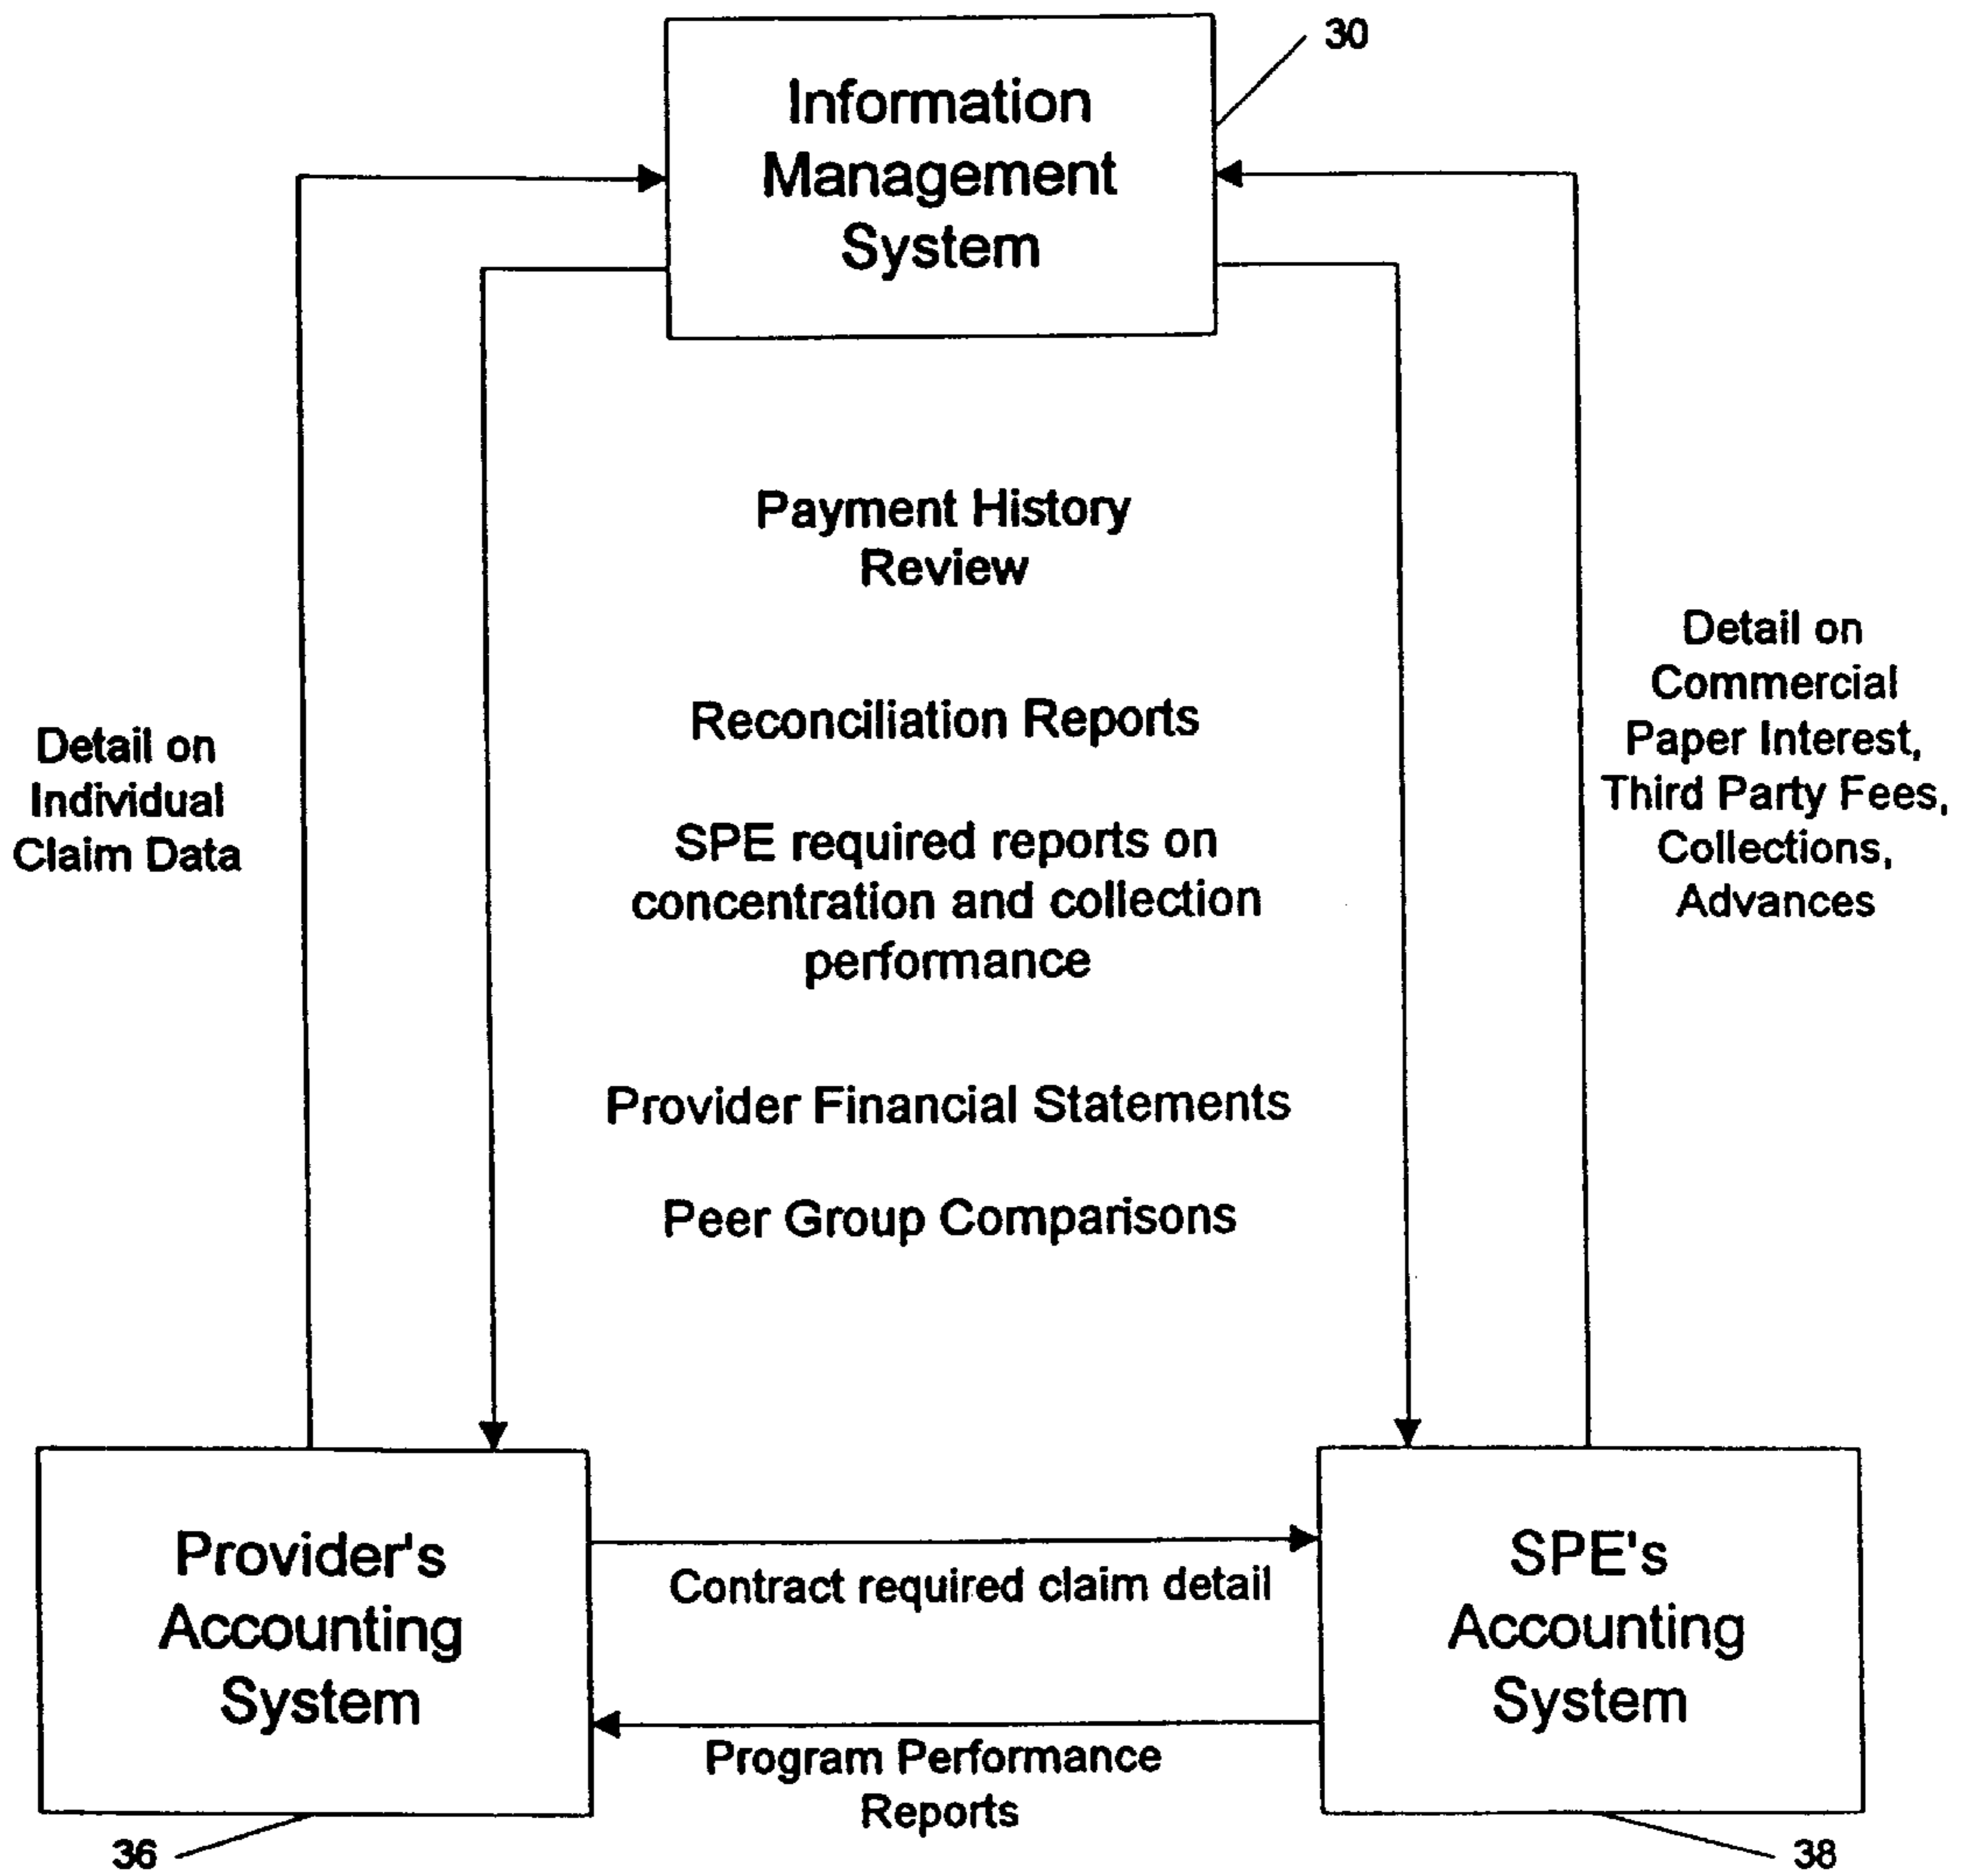 30
Information
Management
System
Payment History
Review
Reconciliation Reports
SPE required reports on
concentration and collection
performance
Provider Financial Statements
Peer Group Comparisons
Detail on
Individual
Claim Data
Detail on
Commercial
Paper Interest,
Third Party Fees,
Collections,
Advances
Provider's
Accounting
System
Contract required claim detail
Program Performance
Reports
SPE's
Accounting
System
36
38